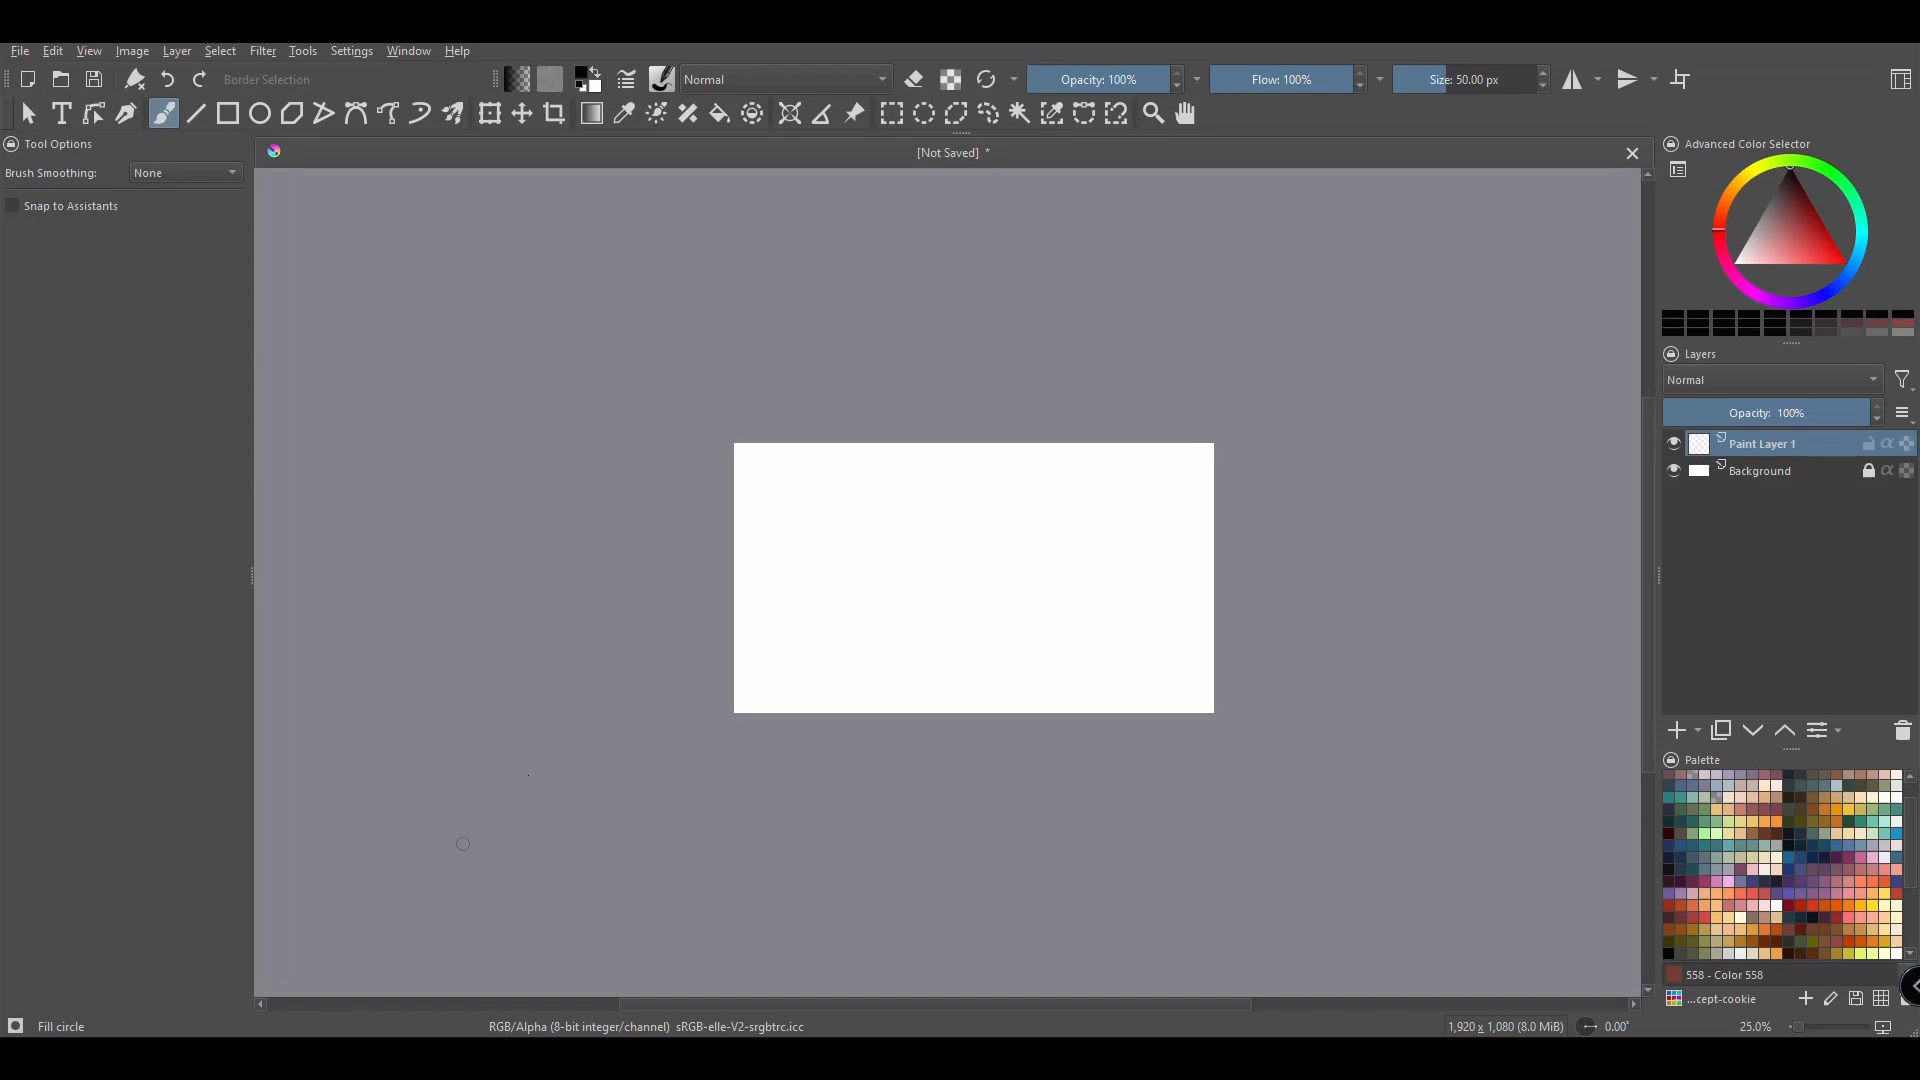 File Edit View Image Layer Select Filter Tools Settings Window Help
Border Selection Normal Opacity: 100% Flow: 100% Size: 50.00 px
Tool Options
[Not Saved] *
Advanced Color Selector
Brush Smoothing: None
Snap to Assistants
Layers
Normal
Opacity: 100%
Paint Layer 1
Background
Palette
558 - Color 558
...cept-cookie
Fill circle
RGB/Alpha (8-bit integer/channel) sRGB-elle-V2-srgbtrc.icc
1,920 x 1,080 (8.0 MiB)
0.00°
25.0%